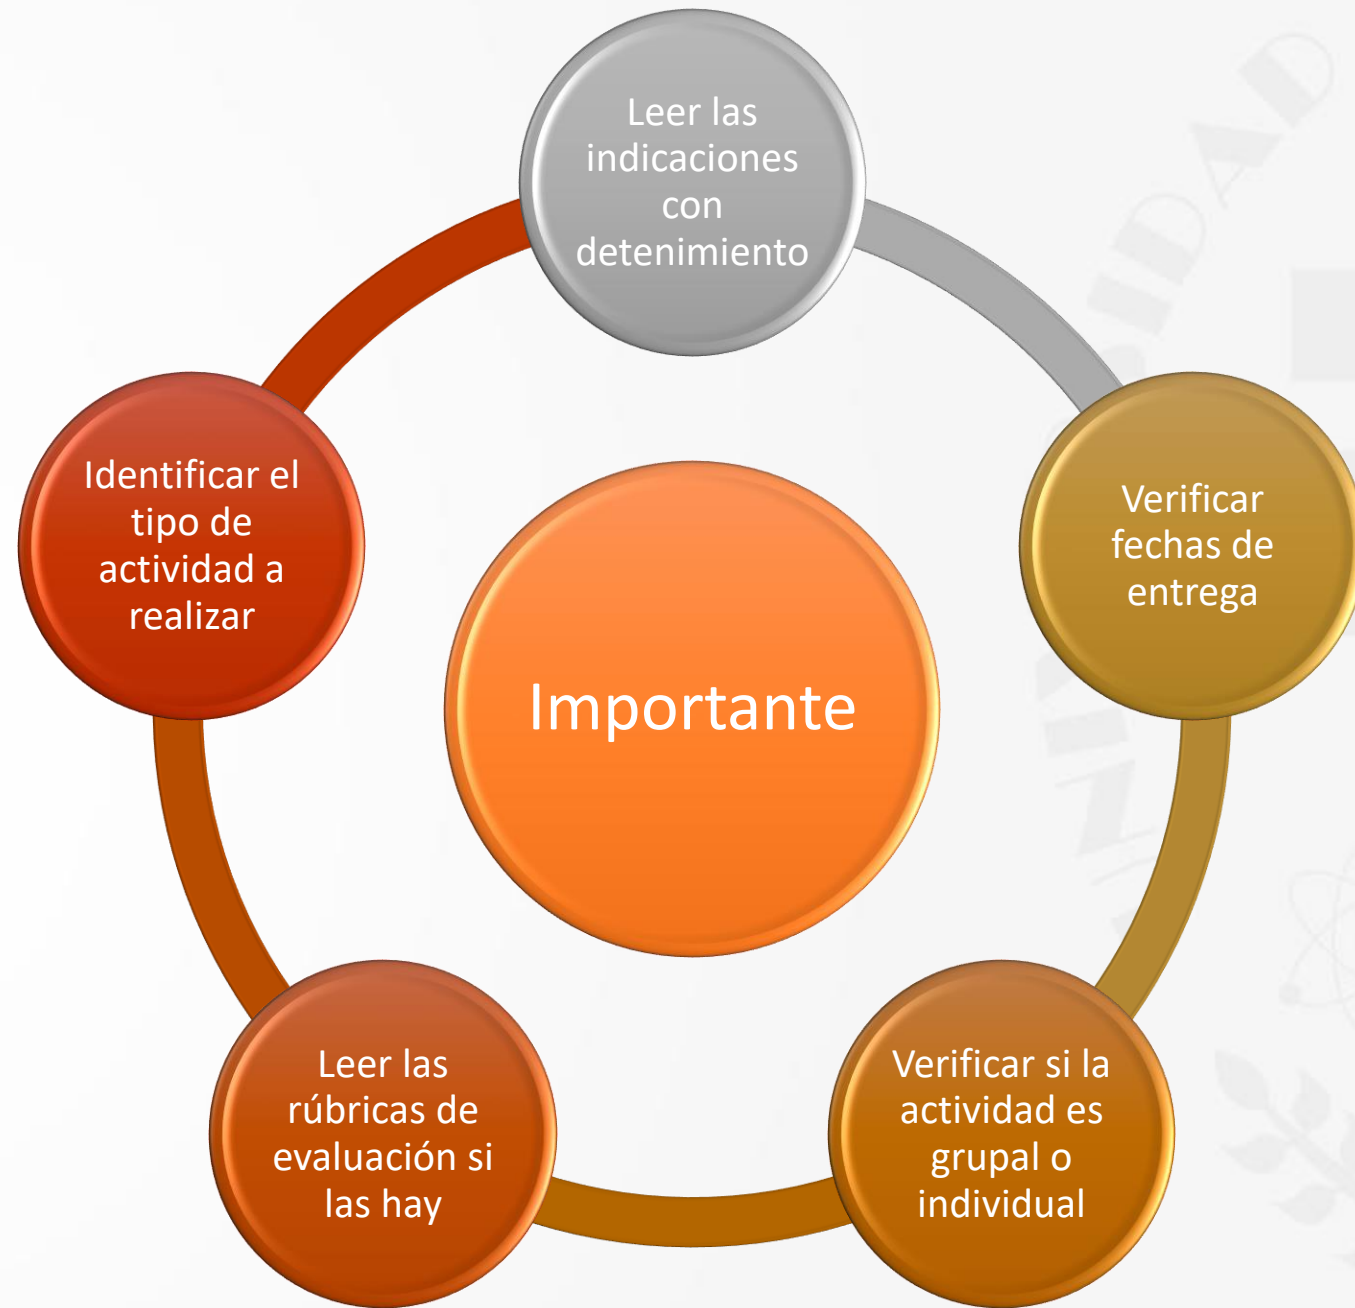 Leer las
indicaciones
con
detenimiento
Verificar
fechas de
entrega
Verificar si la
actividad es
grupal o
individual
Leer las
rúbricas de
evaluación si
las hay
Identificar el
tipo de
actividad a
realizar
Importante